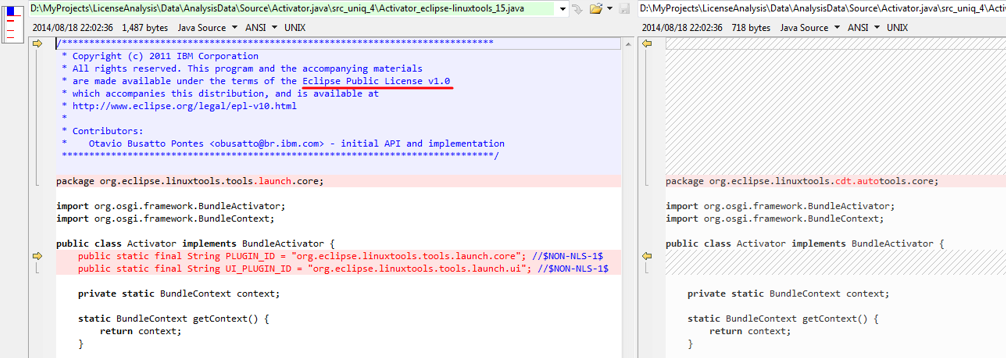 D:\MyProjects\LicenseAnalysis\Data\AnalysisData\Source\Activator.java\src_uniq_4\Activator_eclipse-linuxtools_15.java
2014/08/18 22:02:36 1,487 bytes Java Source ANSI UNIX
/*******************************************************************************
* Copyright (c) 2011 IBM Corporation
* All rights reserved. This program and the accompanying materials
* are made available under the terms of the Eclipse Public License v1.0
* which accompanies this distribution, and is available at
* http://www.eclipse.org/legal/epl-v10.html
*
* Contributors:
*    Otavio Busatto Pontes <obusatto@br.ibm.com> - initial API and implementation
*******************************************************************************/
package org.eclipse.linuxtools.tools.launch.core;
import org.osgi.framework.BundleActivator;
import org.osgi.framework.BundleContext;
public class Activator implements BundleActivator {
public static final String PLUGIN_ID = "org.eclipse.linuxtools.tools.launch.core"; //$NON-NLS-1$
public static final String UI_PLUGIN_ID = "org.eclipse.linuxtools.tools.launch.ui"; //$NON-NLS-1$
private static BundleContext context;
static BundleContext getContext() {
return context;
}
D:\MyProjects\LicenseAnalysis\Data\AnalysisData\Source\Activator.java\src_uniq_4\Ac
2014/08/18 22:02:36 718 bytes Java Source ANSI UNIX
package org.eclipse.linuxtools.cdt.autotools.core;
import org.osgi.framework.BundleActivator;
import org.osgi.framework.BundleContext;
public class Activator implements BundleActivator {
private static BundleContext context;
static BundleContext getContext() {
return context;
}